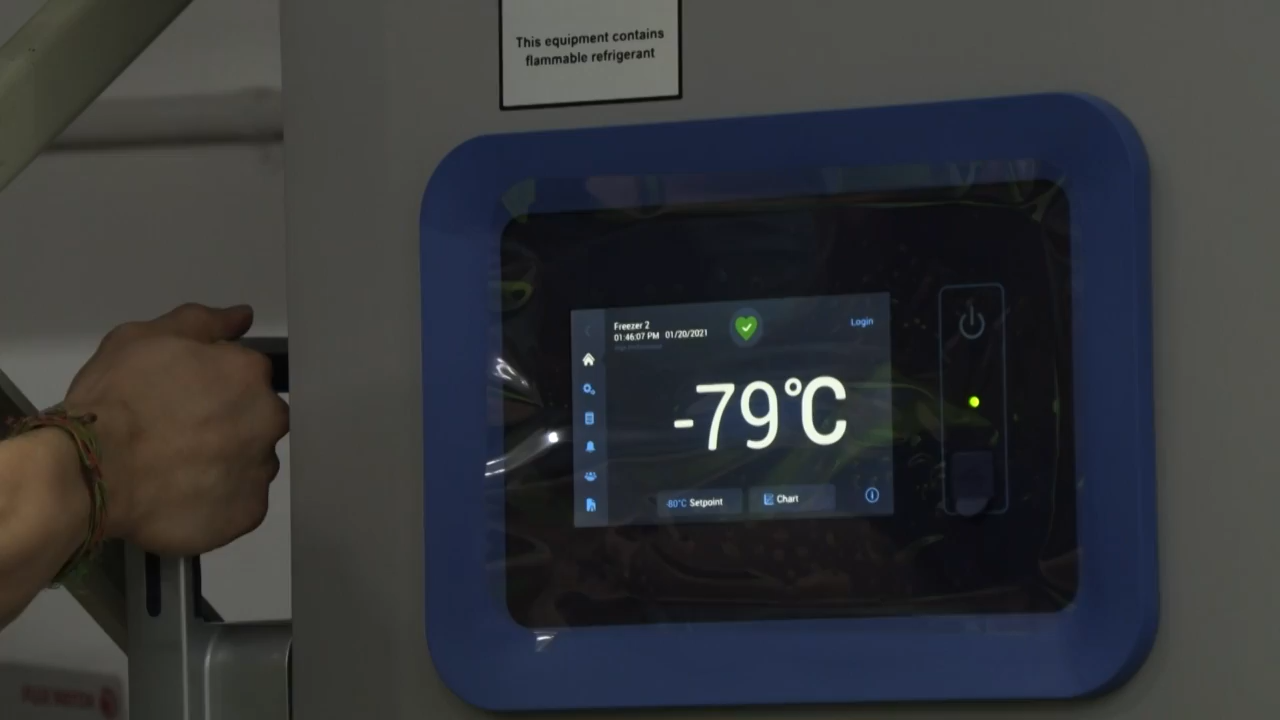 This equipment contains
flammable refrigerant
Freezer 2
01:46:07 PM 01/20/2021
Login
-79°C
-80°C Setpoint
Chart